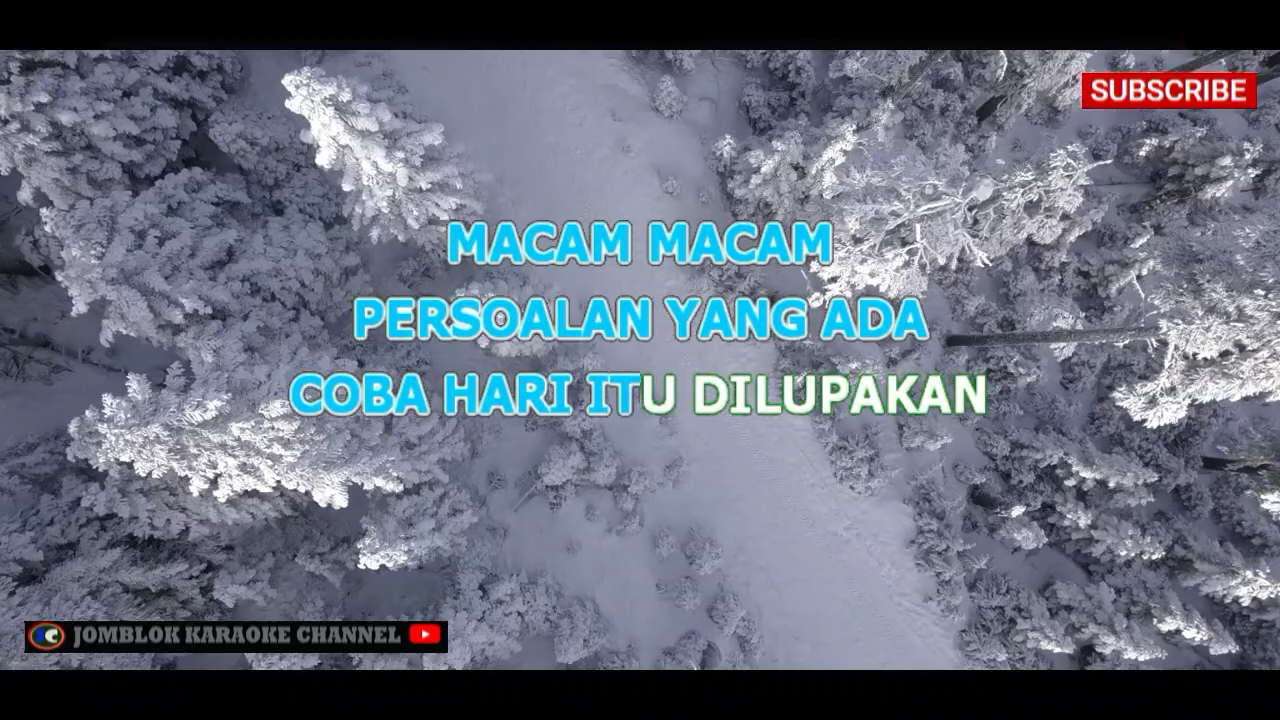 SUBSCRIBE
MACAM MACAM
PERSOALAN YANG ADA
COBA HARI ITU DILUPAKAN
JOMBLOK KARAOKE CHANNEL